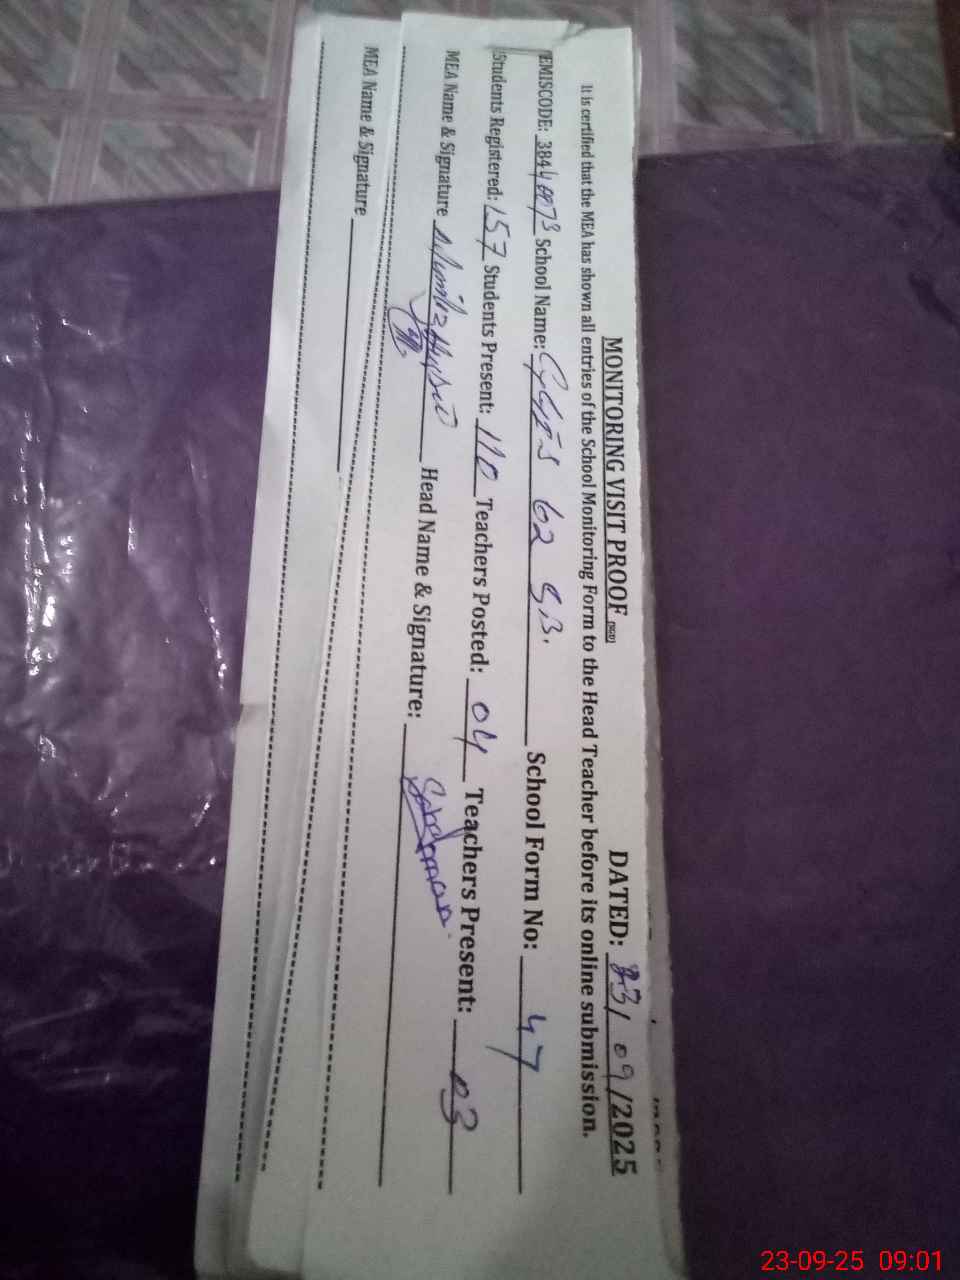 MONITORING VISIT PROOF (SGD) DATED: 23/09/2025
It is certified that the MEA has shown all entries of the School Monitoring Form to the Head Teacher before its online submission.
EMISCODE: School Name: 62 S.B. School Form No: 47
Students Registered: 157 Students Present: 110 Teachers Posted: 04 Teachers Present: 03
MEA Name & Signature Head Name & Signature:
MEA Name & Signature
23-09-25 09:01